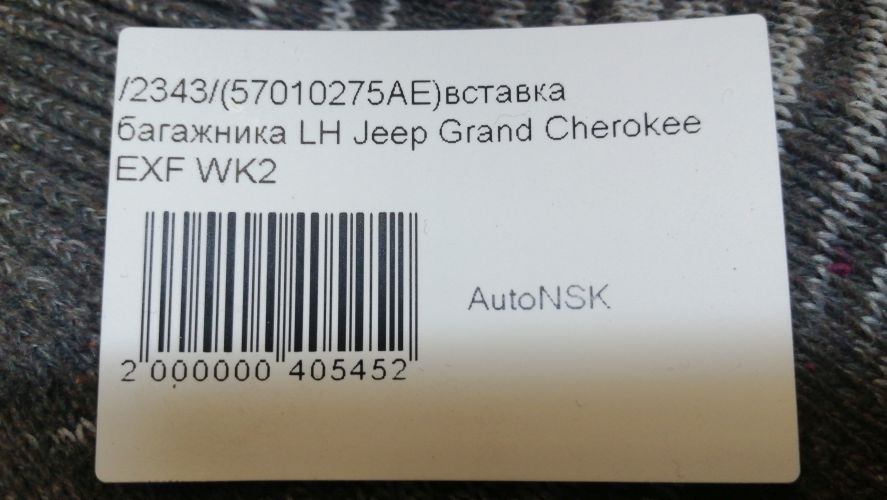 /2343/(57010275AE)вставка
багажника LH Jeep Grand Cherokee
EXF WK2
AutoNSK
2 000000 405452